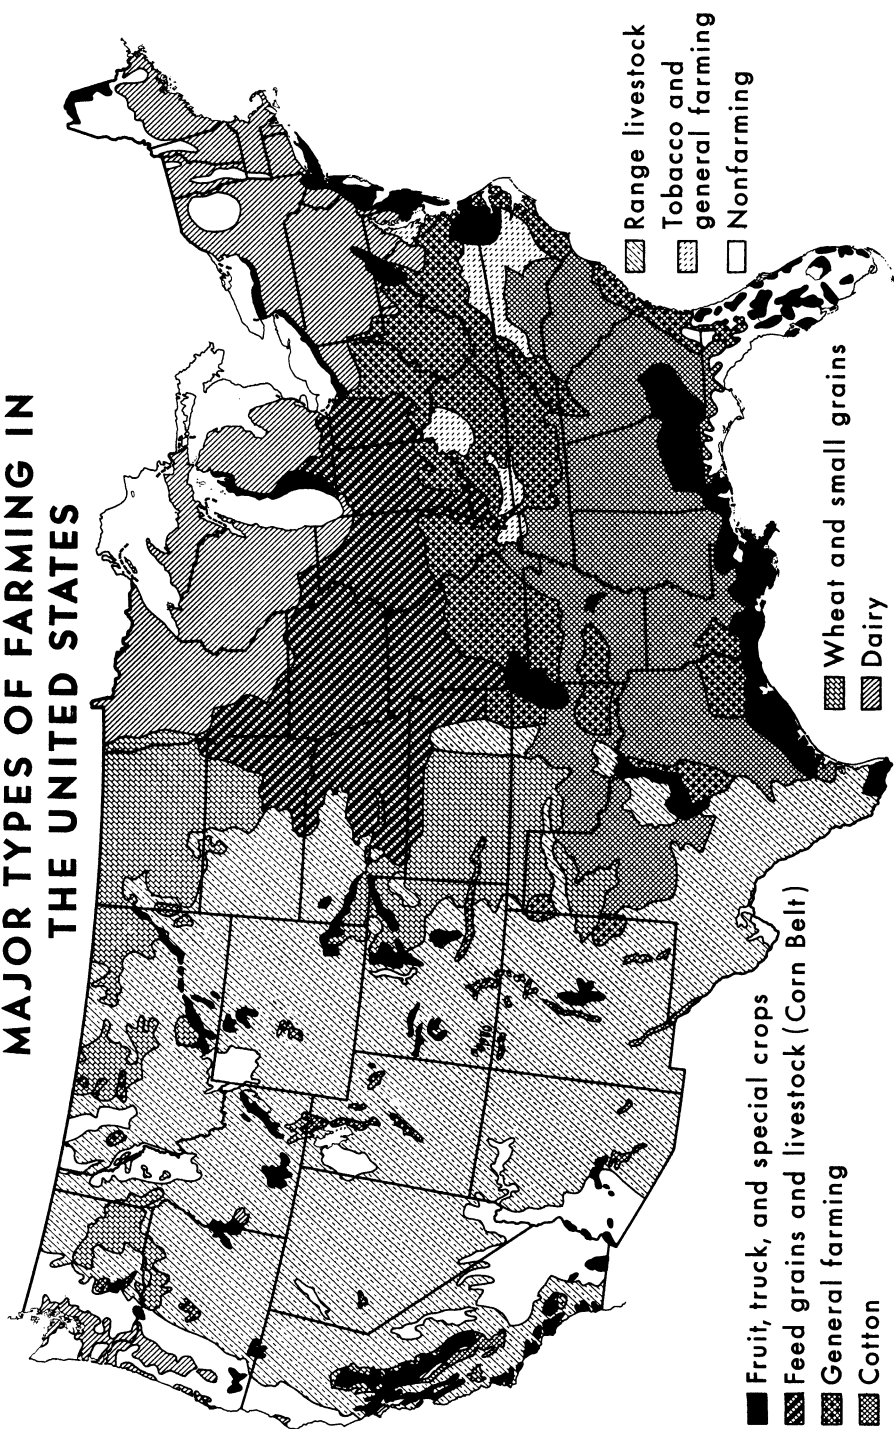 MAJOR TYPES OF FARMING IN
THE UNITED STATES
Fruit, truck, and special crops
Feed grains and livestock (Corn Belt)
General farming
Cotton
Wheat and small grains
Dairy
Range livestock
Tobacco and
general farming
Nonfarming